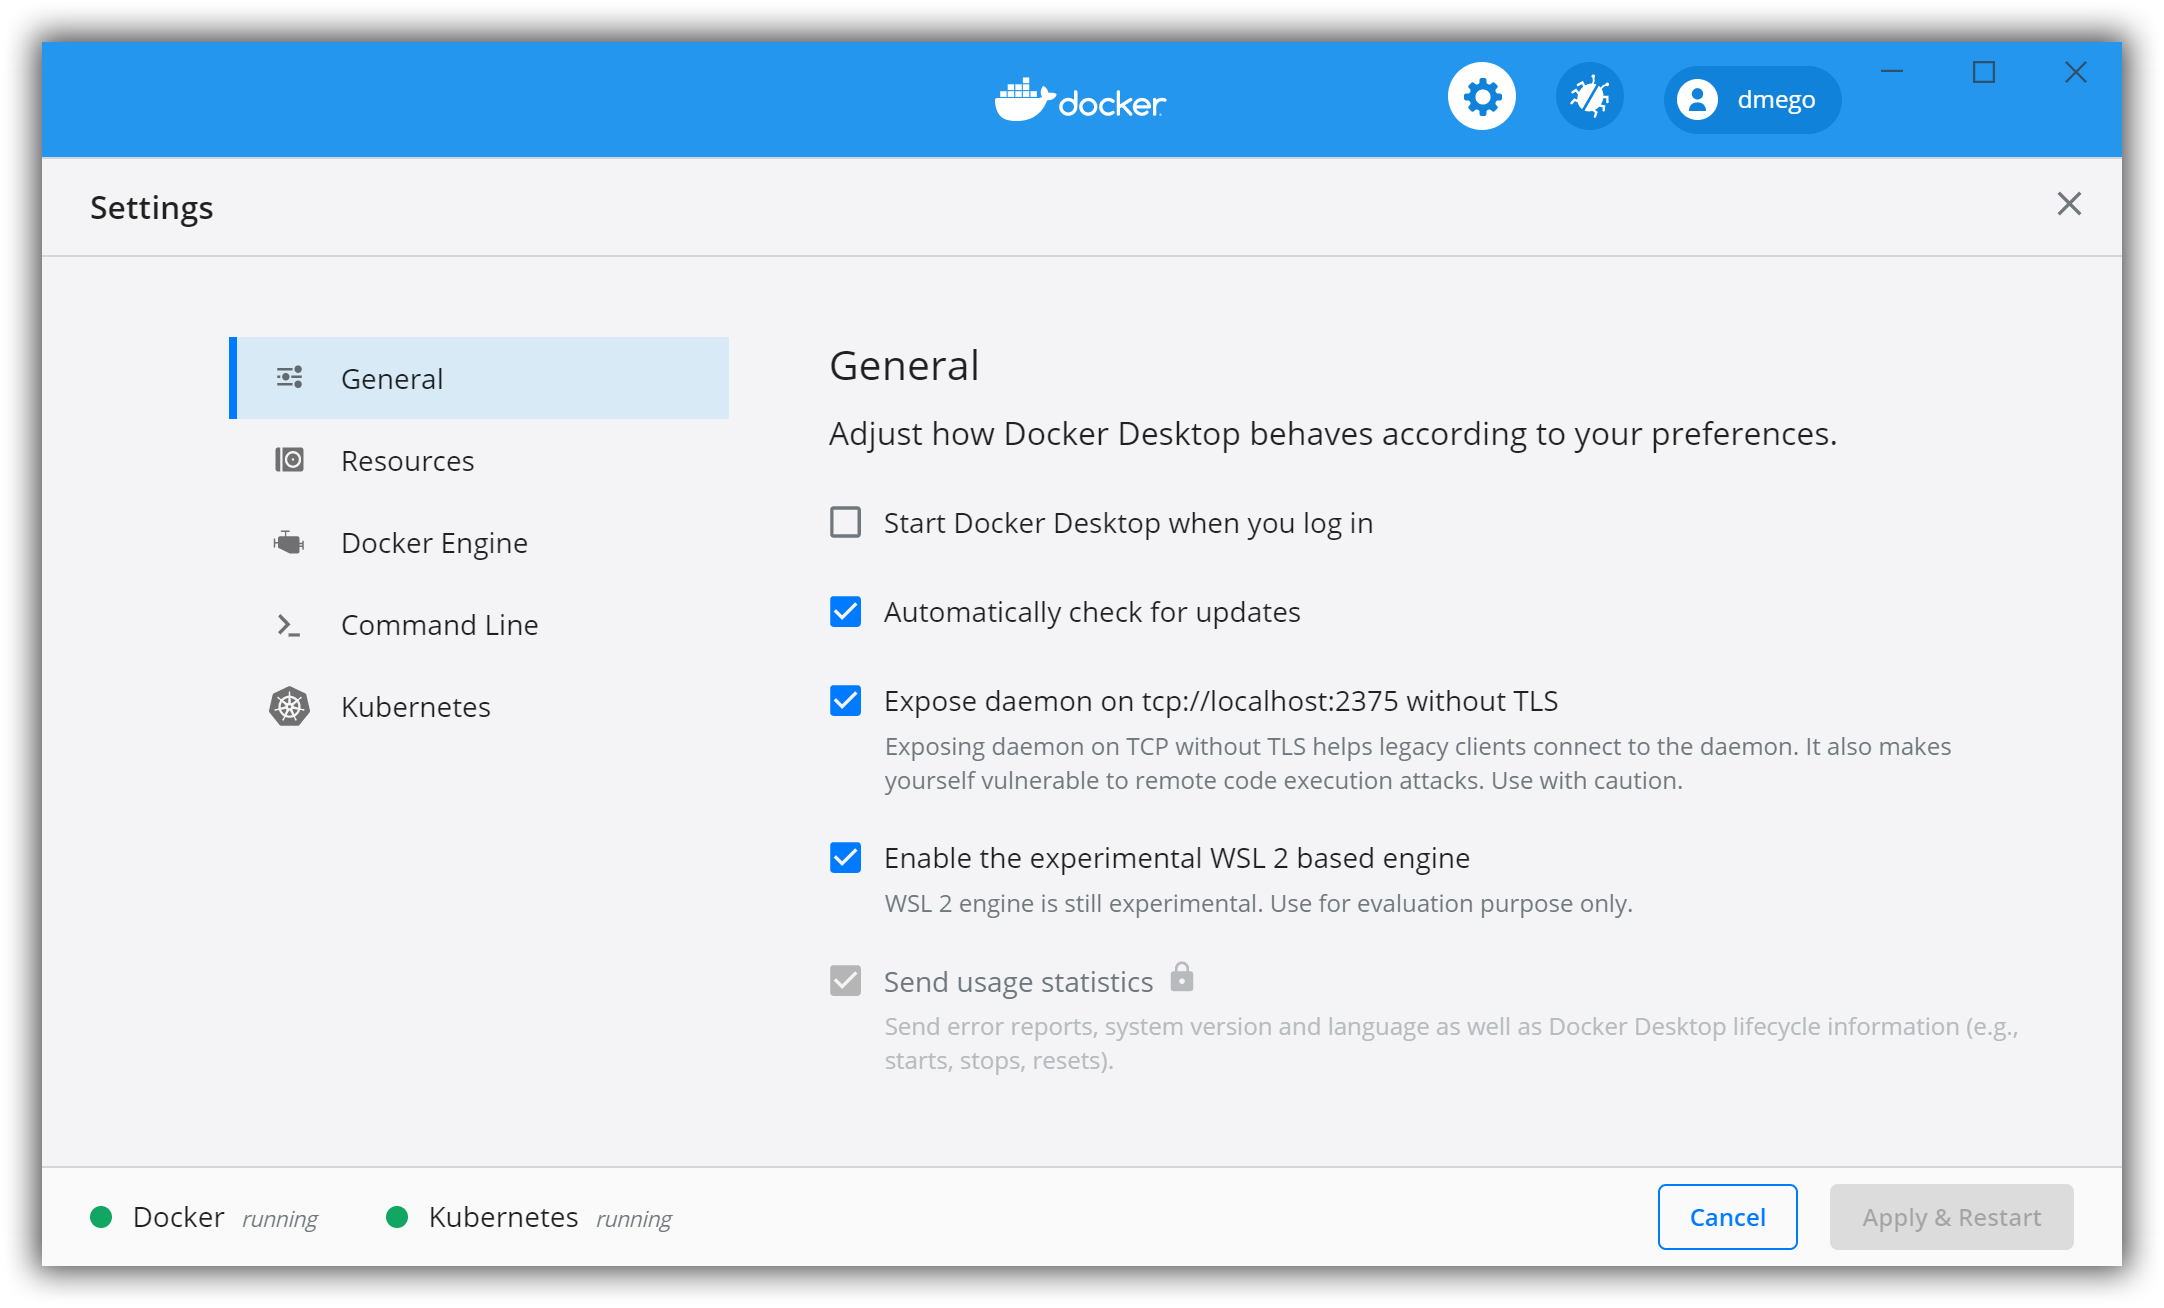 docker
dmego
Settings
General
Resources
Docker Engine
Command Line
Kubernetes
General
Adjust how Docker Desktop behaves according to your preferences.
Start Docker Desktop when you log in
Automatically check for updates
Expose daemon on tcp://localhost:2375 without TLS
Exposing daemon on TCP without TLS helps legacy clients connect to the daemon. It also makes
yourself vulnerable to remote code execution attacks. Use with caution.
Enable the experimental WSL 2 based engine
WSL 2 engine is still experimental. Use for evaluation purpose only.
Send usage statistics
Send error reports, system version and language as well as Docker Desktop lifecycle information (e.g.,
starts, stops, resets).
Docker running Kubernetes running
Cancel Apply & Restart